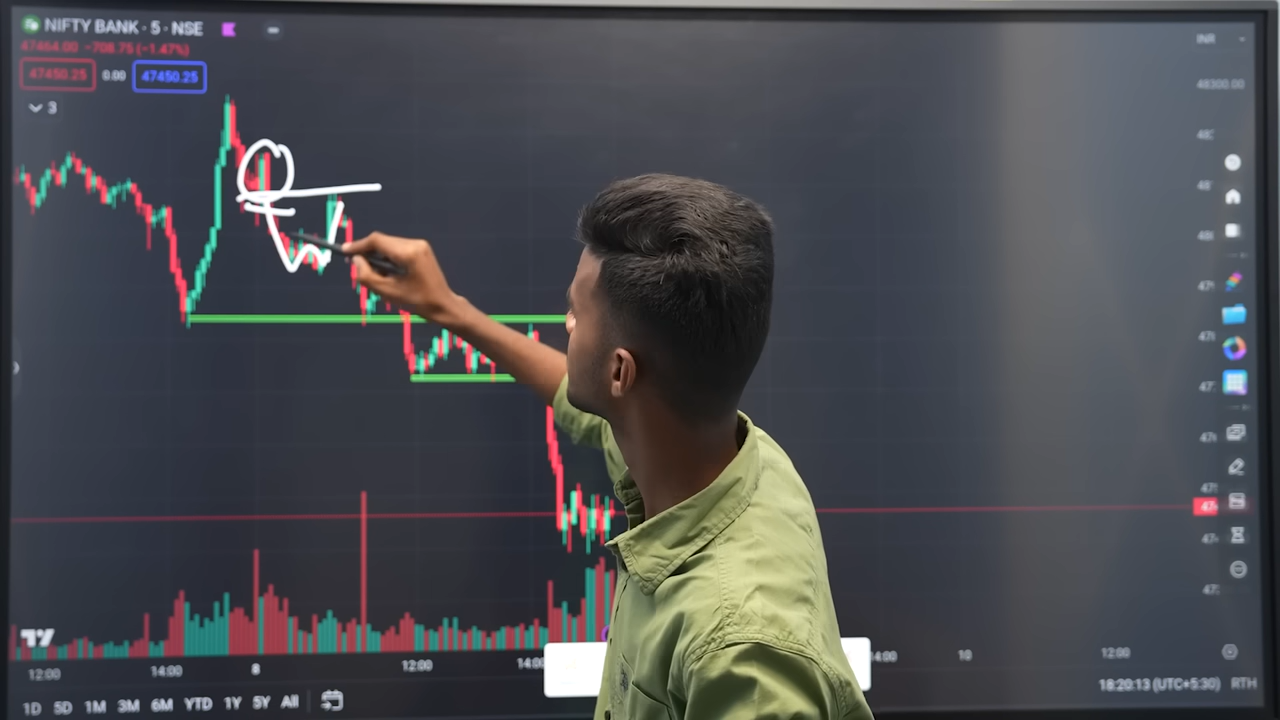 NIFTY BANK · 5 · NSE
47464.00 -708.75 (-1.47%)
47450.25 0.00 47450.25
3
INR
48300.00
12:00 14:00 8 12:00 14:00 14:00 10 12:00
1D 5D 1M 3M 6M YTD 1Y 5Y All
18:20:13 (UTC+5:30) RTH